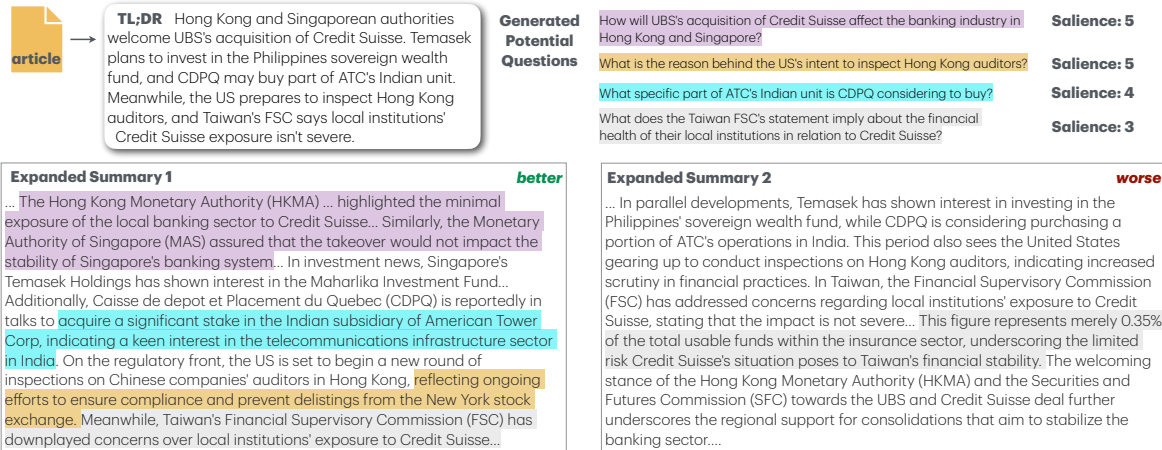 article
TL;DR Hong Kong and Singaporean authorities
welcome UBS's acquisition of Credit Suisse. Temasek
plans to invest in the Philippines sovereign wealth
fund, and CDPQ may buy part of ATC's Indian unit.
Meanwhile, the US prepares to inspect Hong Kong
auditors, and Taiwan's FSC says local institutions'
Credit Suisse exposure isn't severe.
Generated
Potential
Questions
How will UBS's acquisition of Credit Suisse affect the banking industry in
Hong Kong and Singapore?
Salience: 5
What is the reason behind the US's intent to inspect Hong Kong auditors?
Salience: 5
What specific part of ATC's Indian unit is CDPQ considering to buy?
Salience: 4
What does the Taiwan FSC's statement imply about the financial
health of their local institutions in relation to Credit Suisse?
Salience: 3
Expanded Summary 1
better
... The Hong Kong Monetary Authority (HKMA) ... highlighted the minimal
exposure of the local banking sector to Credit Suisse... Similarly, the Monetary
Authority of Singapore (MAS) assured that the takeover would not impact the
stability of Singapore's banking system... In investment news, Singapore's
Temasek Holdings has shown interest in the Maharlika Investment Fund...
Additionally, Caisse de depot et Placement du Quebec (CDPQ) is reportedly in
talks to acquire a significant stake in the Indian subsidiary of American Tower
Corp, indicating a keen interest in the telecommunications infrastructure sector
in India. On the regulatory front, the US is set to begin a new round of
inspections on Chinese companies' auditors in Hong Kong, reflecting ongoing
efforts to ensure compliance and prevent delistings from the New York stock
exchange. Meanwhile, Taiwan's Financial Supervisory Commission (FSC) has
downplayed concerns over local institutions' exposure to Credit Suisse...
Expanded Summary 2
worse
... In parallel developments, Temasek has shown interest in investing in the
Philippines' sovereign wealth fund, while CDPQ is considering purchasing a
portion of ATC's operations in India. This period also sees the United States
gearing up to conduct inspections on Hong Kong auditors, indicating increased
scrutiny in financial practices. In Taiwan, the Financial Supervisory Commission
(FSC) has addressed concerns regarding local institutions' exposure to Credit
Suisse, stating that the impact is not severe... This figure represents merely 0.35%
of the total usable funds within the insurance sector, underscoring the limited
risk Credit Suisse's situation poses to Taiwan's financial stability. The welcoming
stance of the Hong Kong Monetary Authority (HKMA) and the Securities and
Futures Commission (SFC) towards the UBS and Credit Suisse deal further
underscores the regional support for consolidations that aim to stabilize the
banking sector....